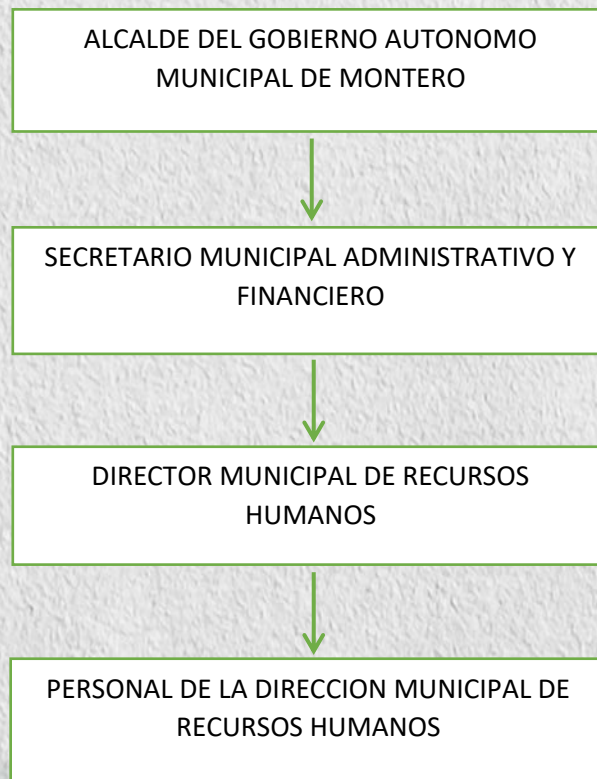 ALCALDE DEL GOBIERNO AUTONOMO
MUNICIPAL DE MONTERO
SECRETARIO MUNICIPAL ADMINISTRATIVO Y
FINANCIERO
DIRECTOR MUNICIPAL DE RECURSOS
HUMANOS
PERSONAL DE LA DIRECCION MUNICIPAL DE
RECURSOS HUMANOS